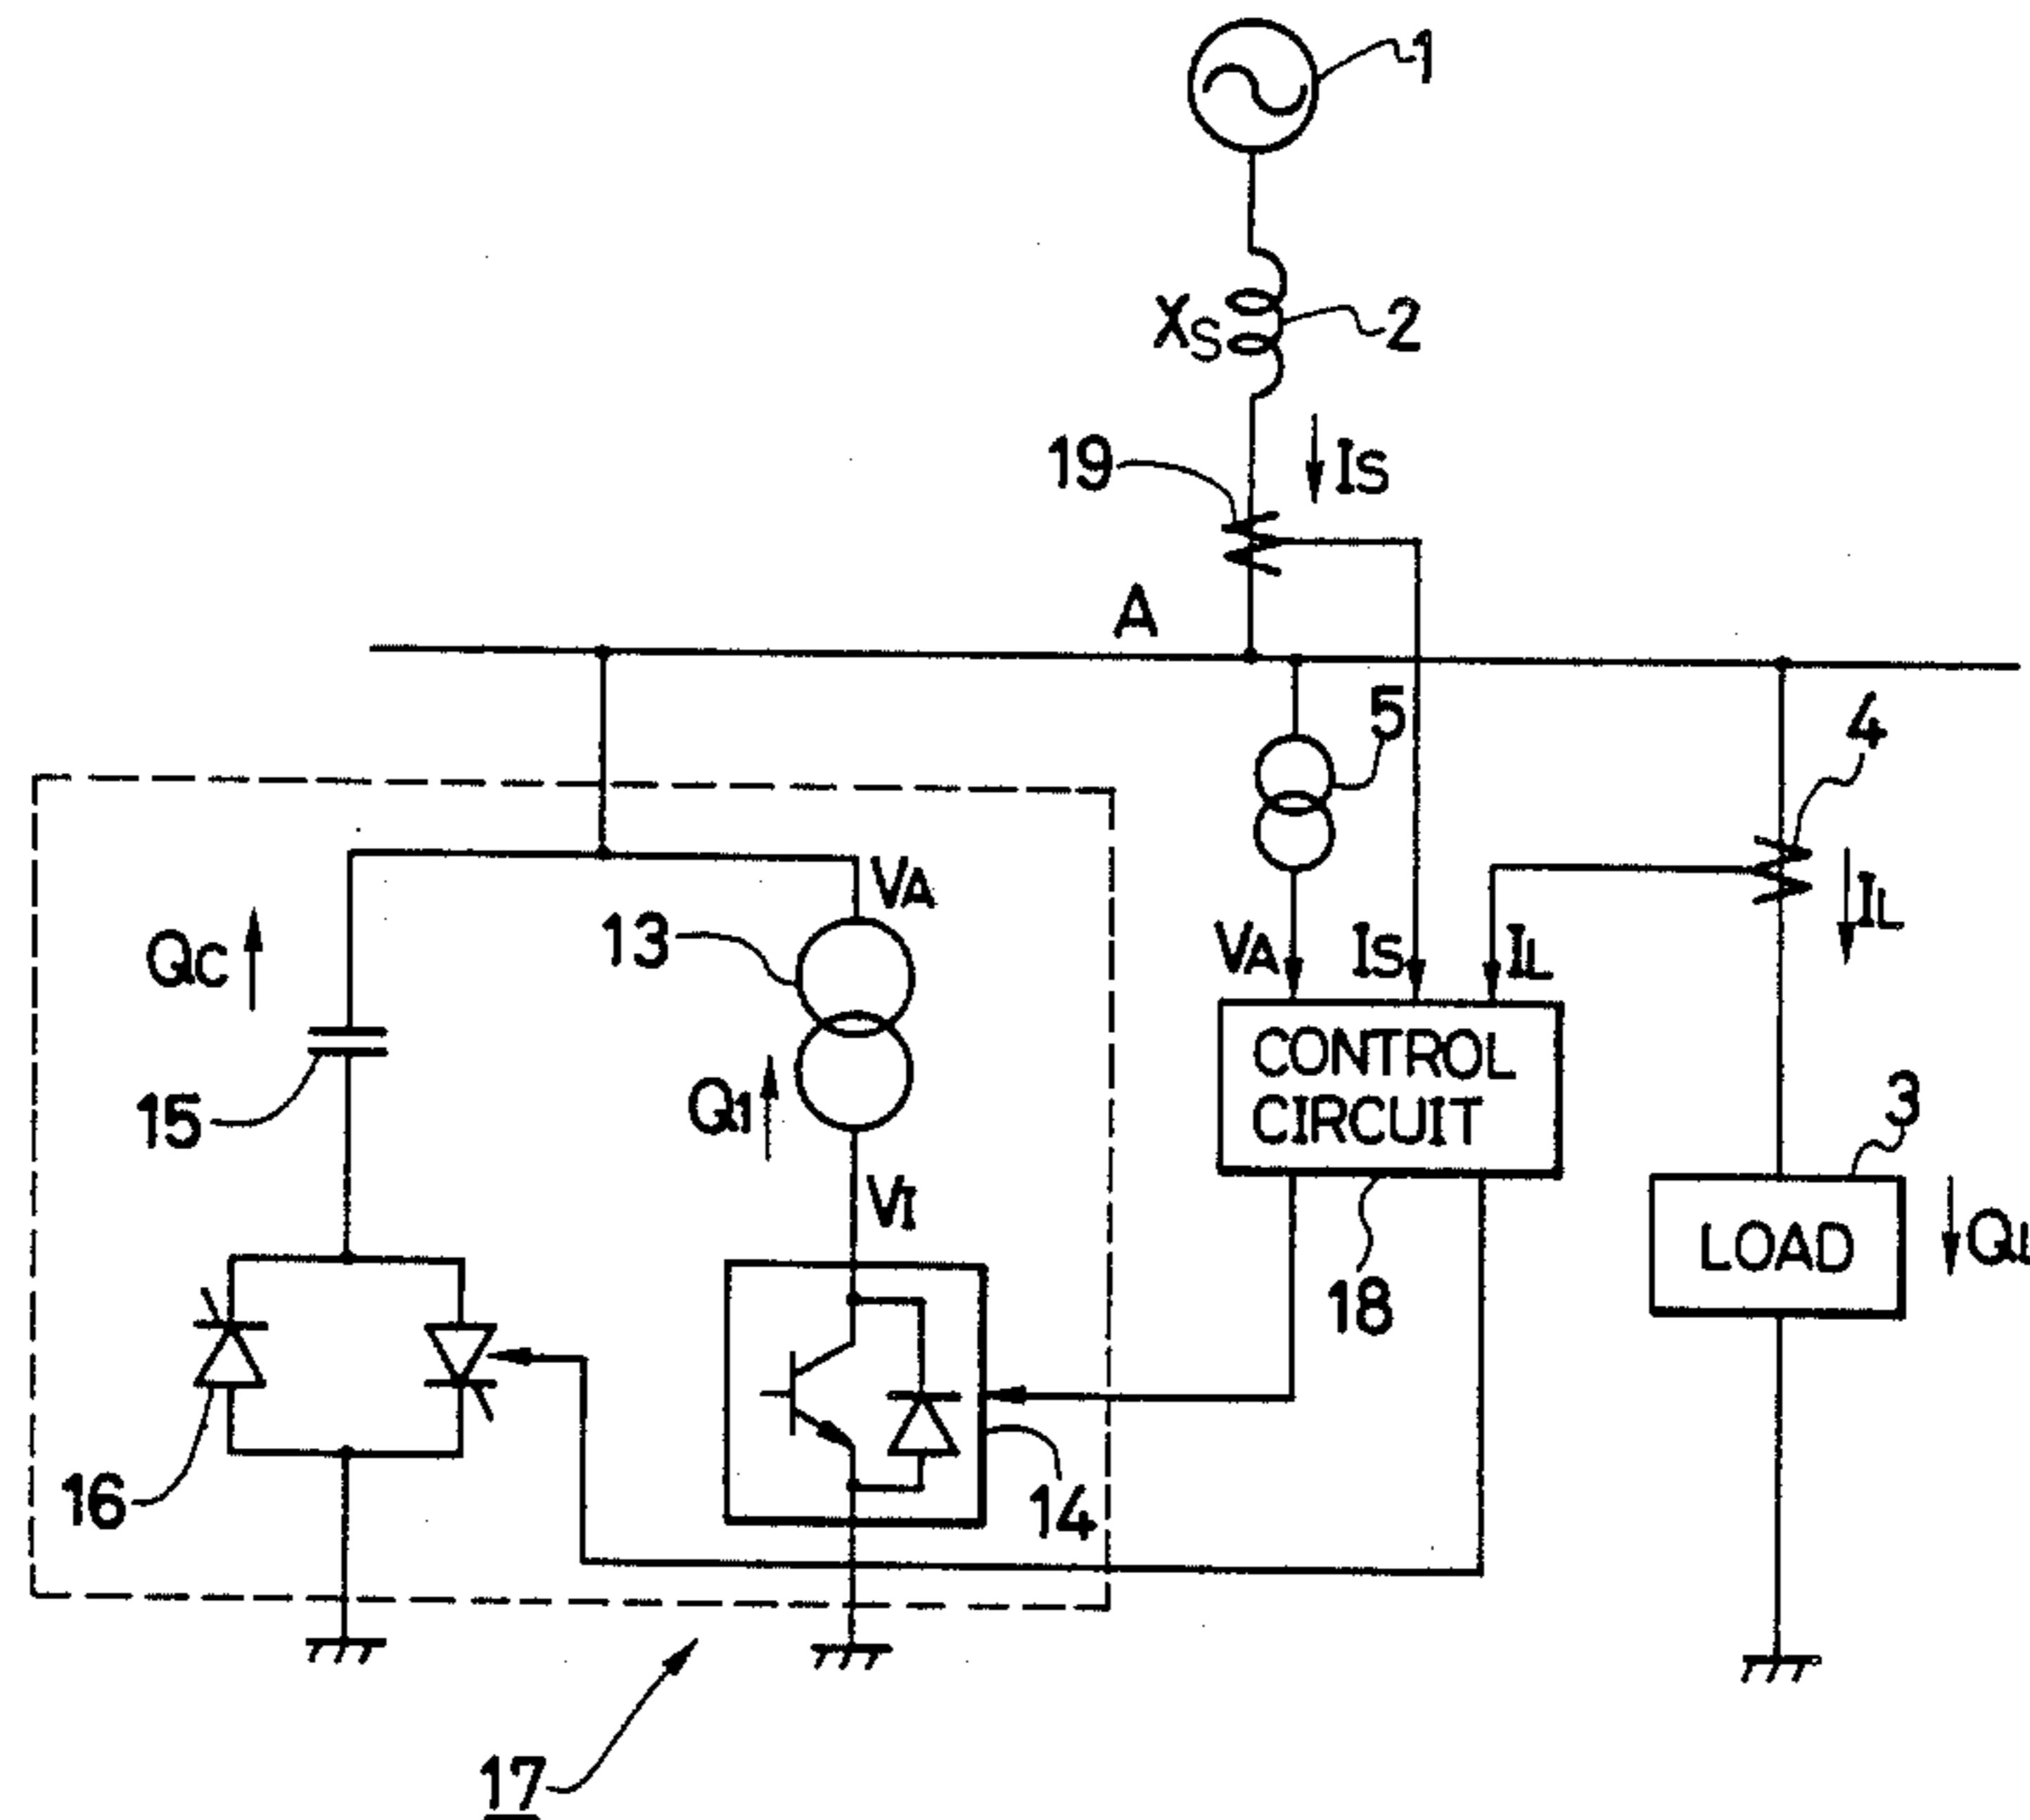 1
XS
2
19
IS
A
5
4
VA
13
QC
VA
IS
IL
IL
15
Q1
CONTROL
CIRCUIT
3
VI
LOAD
QL
18
16
14
17